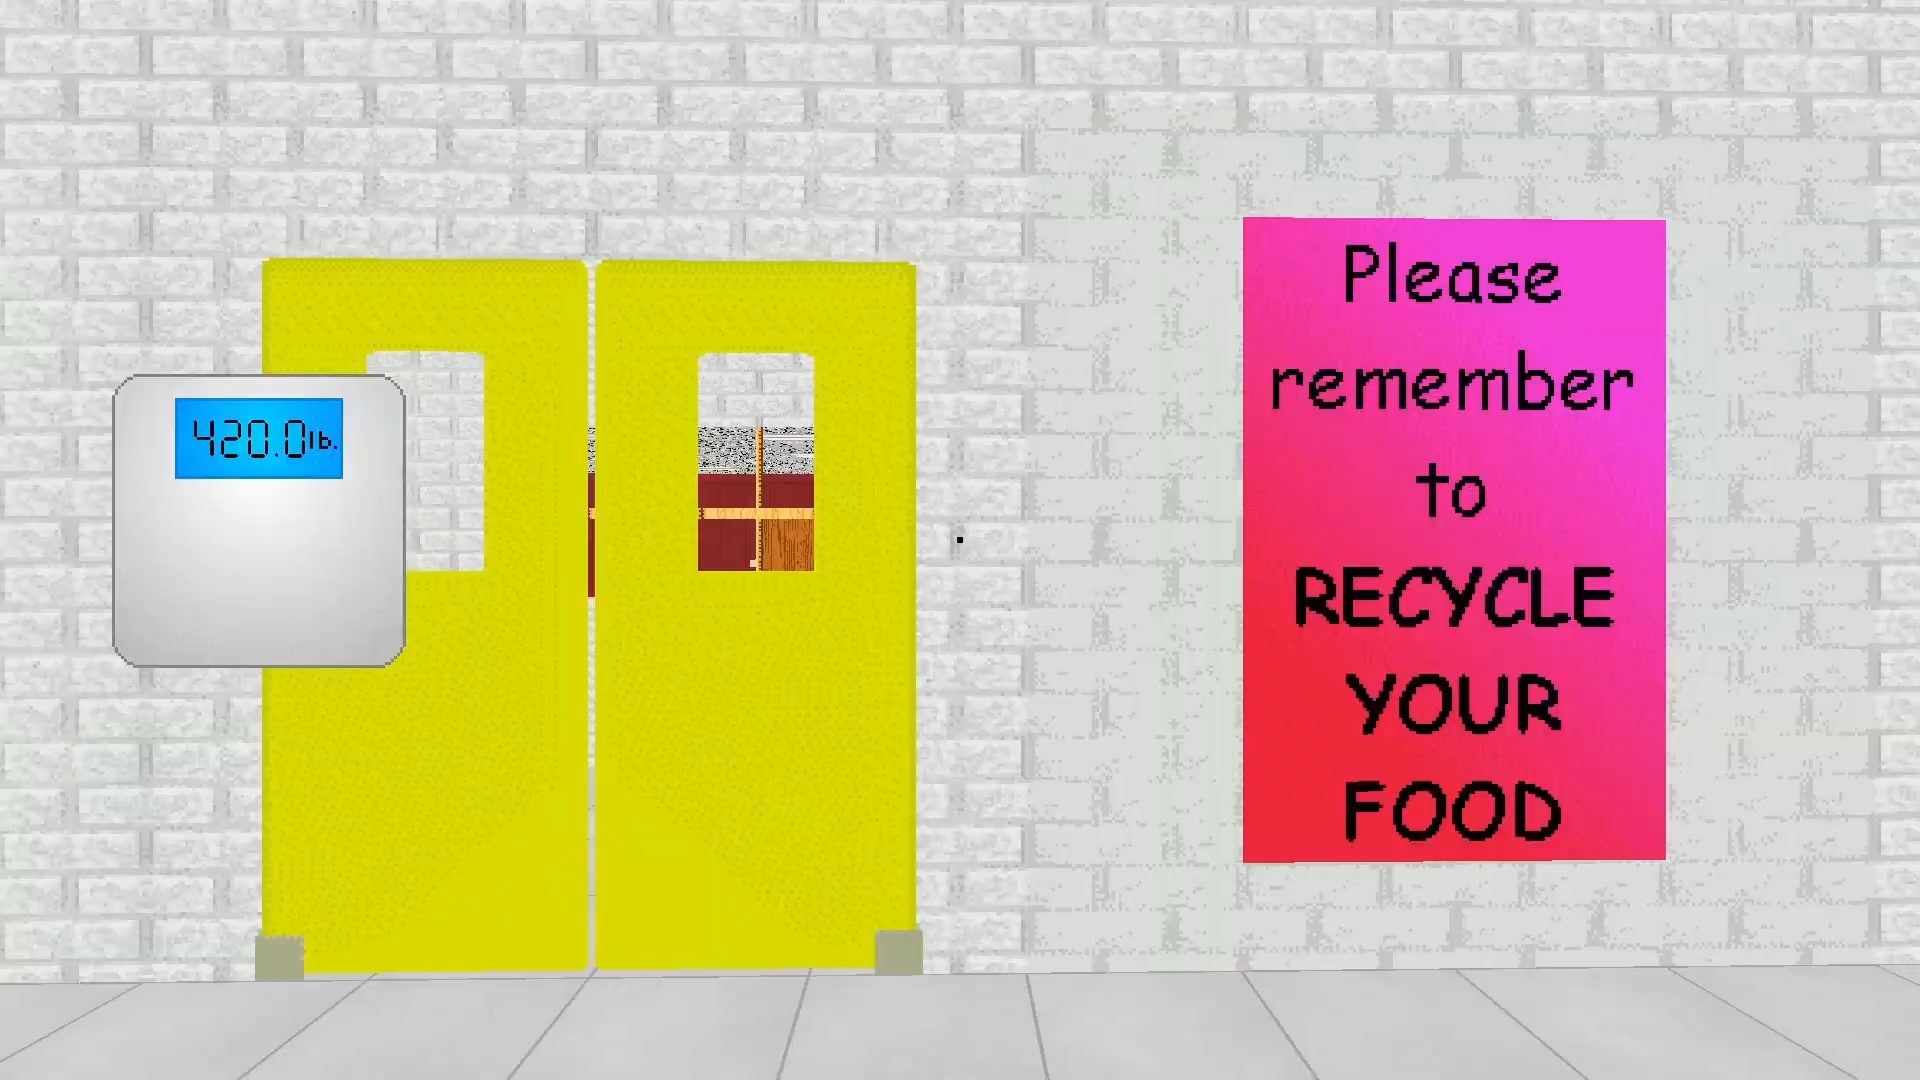 420.0lb.
Please
remember
to
RECYCLE
YOUR
FOOD